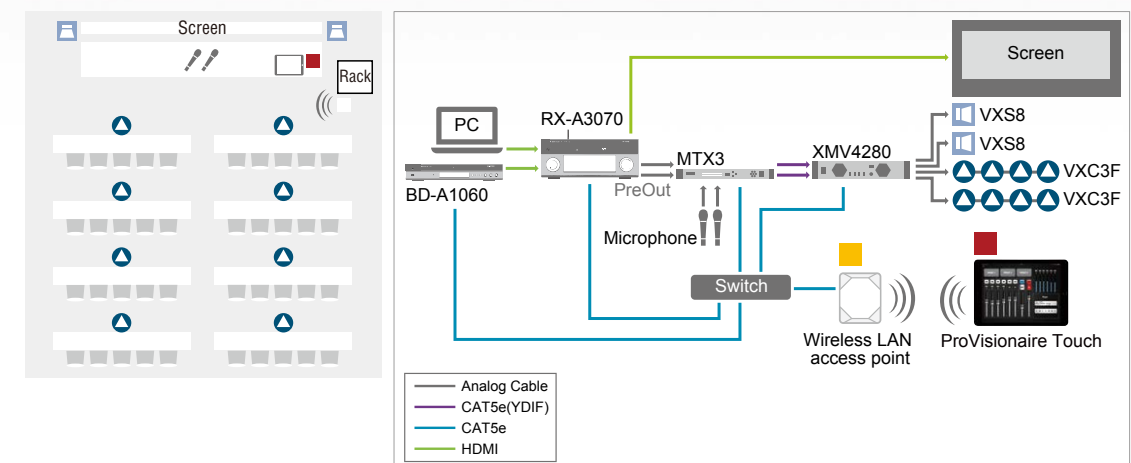 Screen
Rack
Screen
PC
RX-A3070
BD-A1060
PreOut
MTX3
XMV4280
VXS8
VXS8
VXC3F
VXC3F
Microphone
Switch
Wireless LAN
access point
ProVisionaire Touch
Analog Cable
CAT5e(YDIF)
CAT5e
HDMI